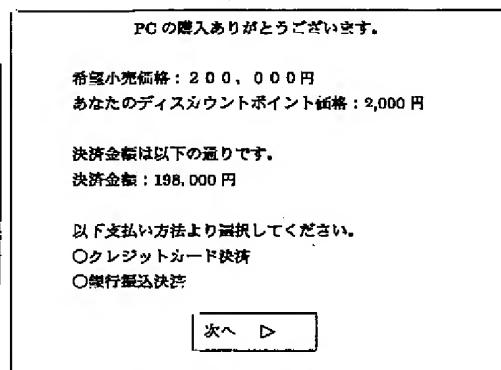 PCの購入ありがとうございます。
希望小売価格：２００，０００円
あなたのディスカウントポイント価格：2,000円
決済金額は以下の通りです。
決済金額：198,000円
以下支払い方法より選択してください。
○クレジットカード決済
○銀行振込決済
次へ ▷